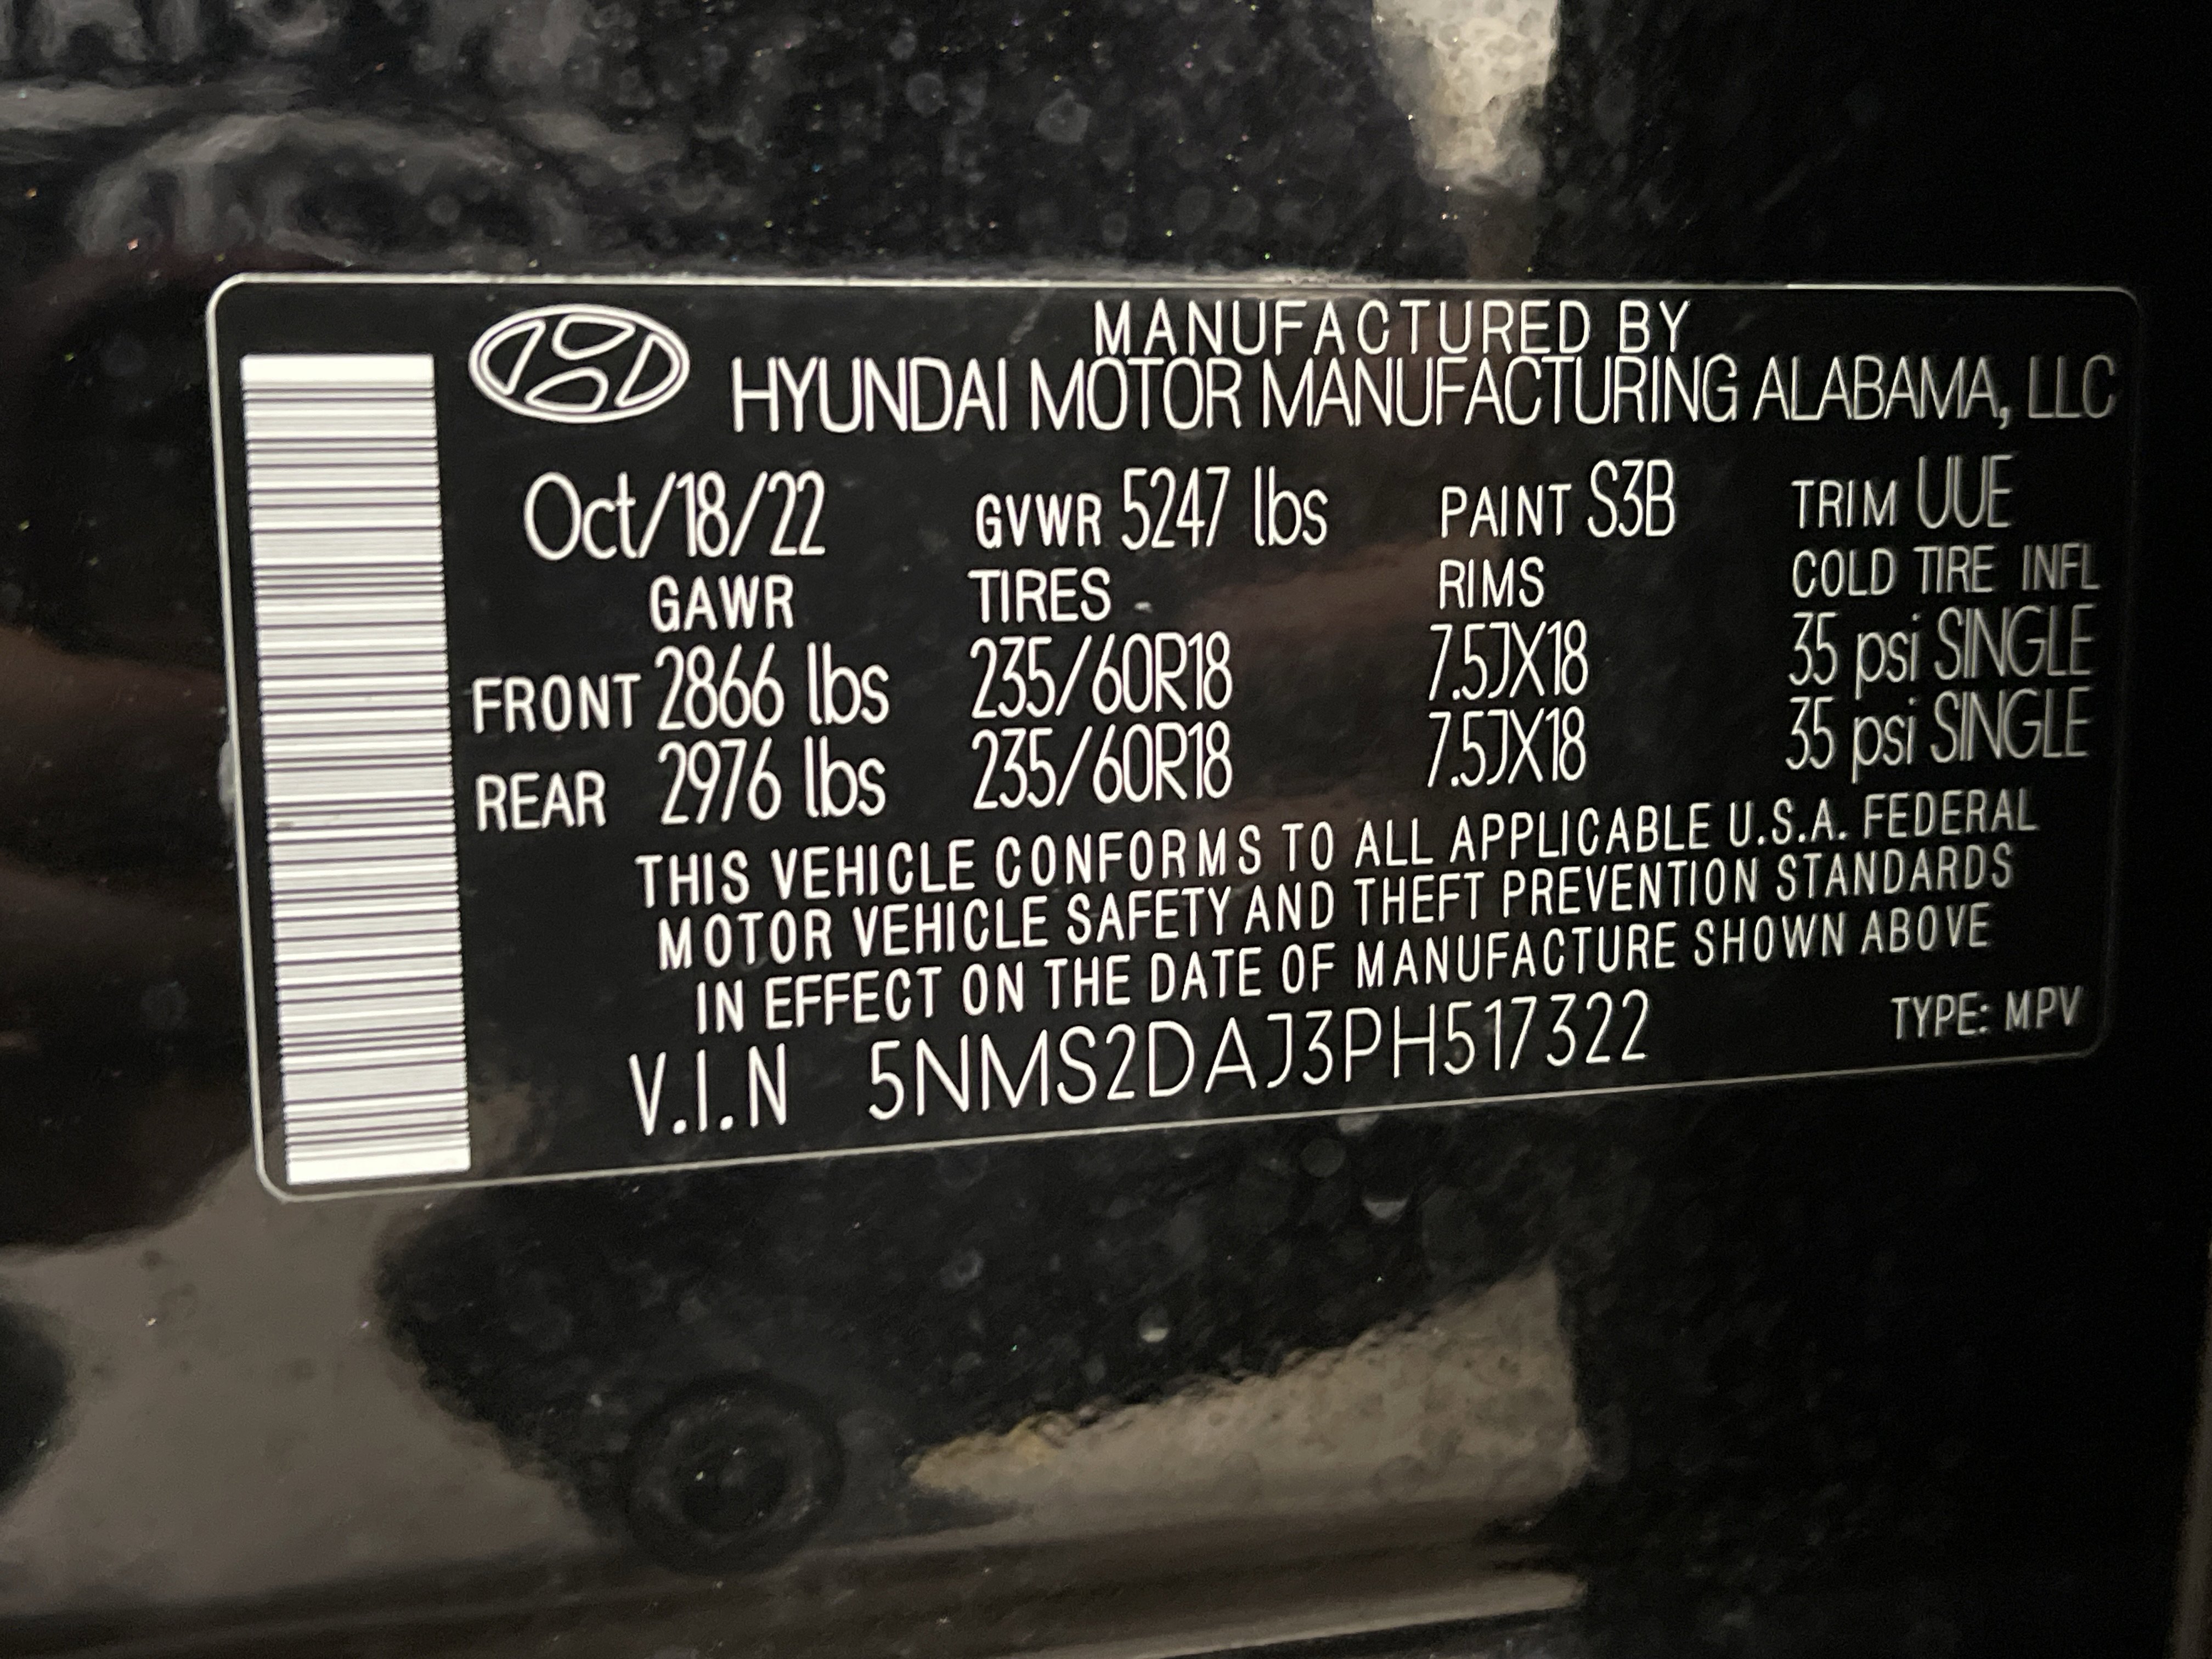 MANUFACTURED BY
HYUNDAI MOTOR MANUFACTURING ALABAMA, LLC
Oct/18/22 GVWR 5247 lbs PAINT S3B TRIM UUE
GAWR TIRES RIMS COLD TIRE INFL
FRONT 2866 lbs 235/60R18 7.5JX18 35 psi SINGLE
REAR 2976 lbs 235/60R18 7.5JX18 35 psi SINGLE
THIS VEHICLE CONFORMS TO ALL APPLICABLE U.S.A. FEDERAL
MOTOR VEHICLE SAFETY AND THEFT PREVENTION STANDARDS
IN EFFECT ON THE DATE OF MANUFACTURE SHOWN ABOVE
V.I.N 5NMS2DAJ3PH517322 TYPE: MPV